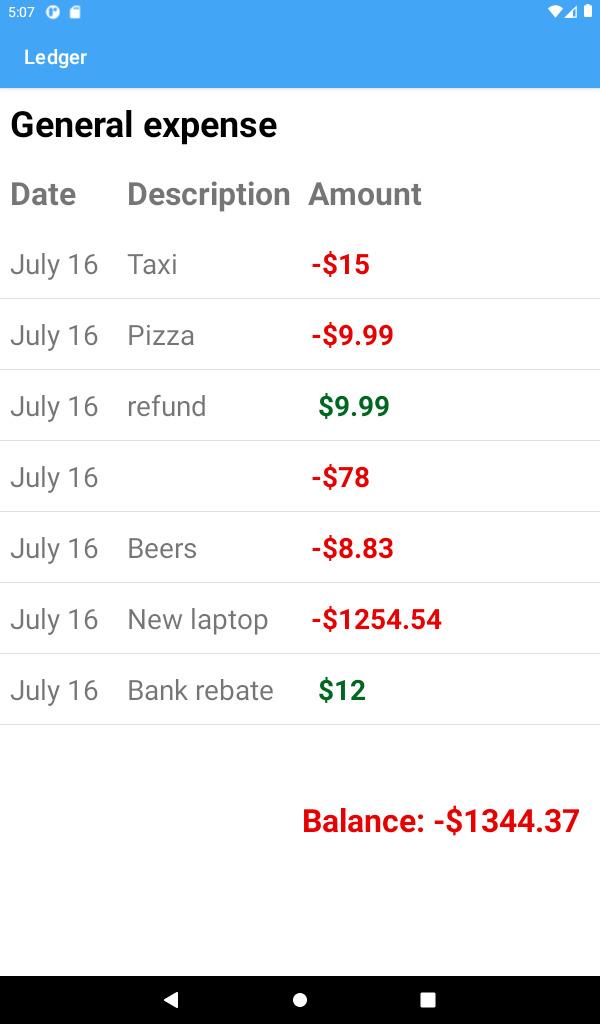 5:07
Ledger
General expense
Date Description Amount
July 16 Taxi -$15
July 16 Pizza -$9.99
July 16 refund $9.99
July 16 -$78
July 16 Beers -$8.83
July 16 New laptop -$1254.54
July 16 Bank rebate $12
Balance: -$1344.37